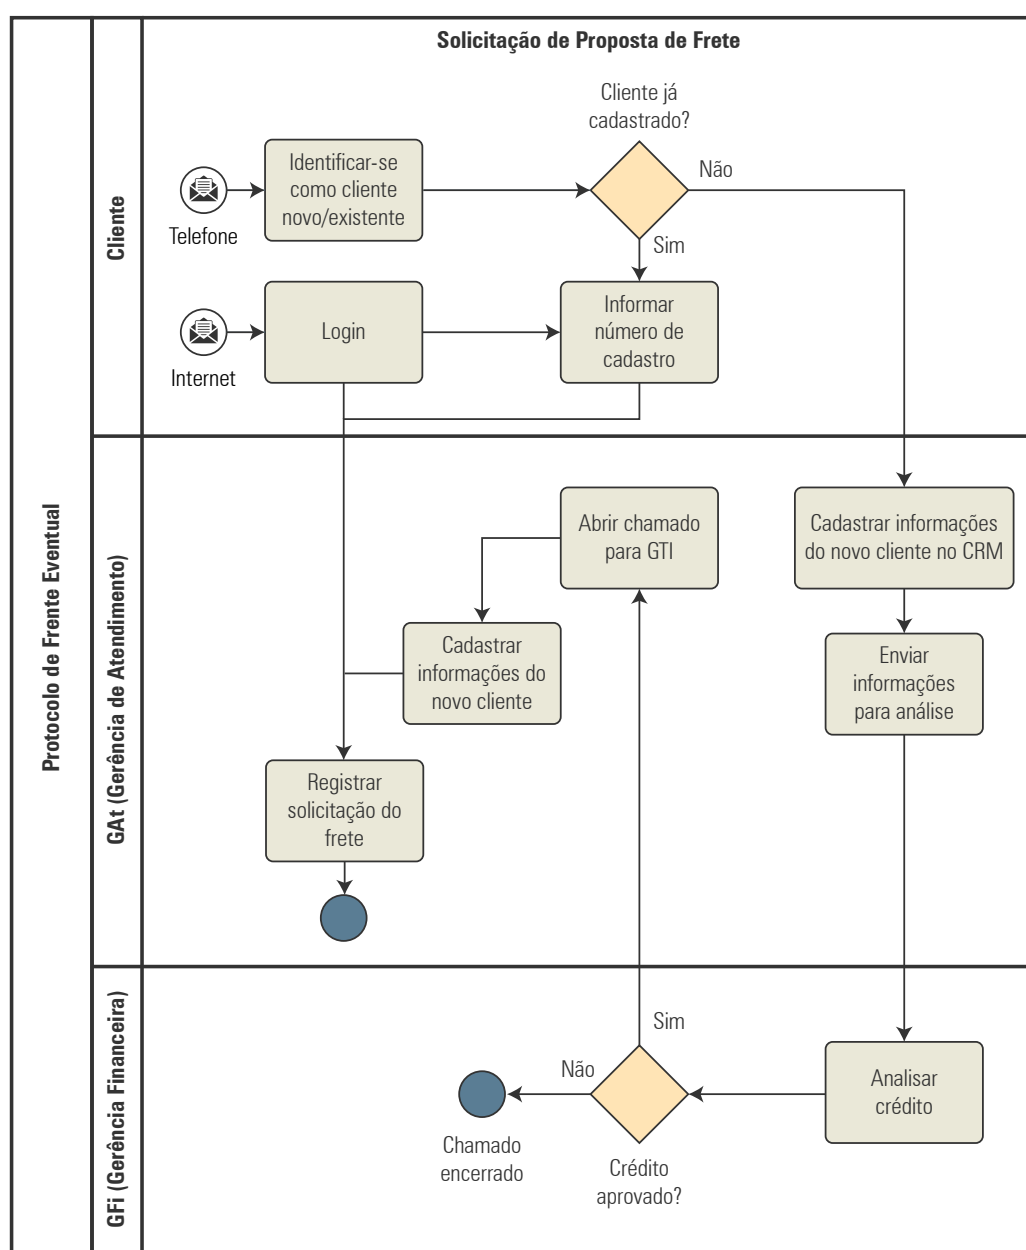 Solicitação de Proposta de Frete
Protocolo de Frente Eventual
Cliente
Cliente já
cadastrado?
Identificar-se
como cliente
novo/existente
Não
Telefone
Sim
Login
Informar
número de
cadastro
Internet
GAt (Gerência de Atendimento)
Abrir chamado
para GTI
Cadastrar informações
do novo cliente no CRM
Cadastrar
informações do
novo cliente
Enviar
informações
para análise
Registrar
solicitação do
frete
GFi (Gerência Financeira)
Sim
Não
Analisar
crédito
Chamado
encerrado
Crédito
aprovado?